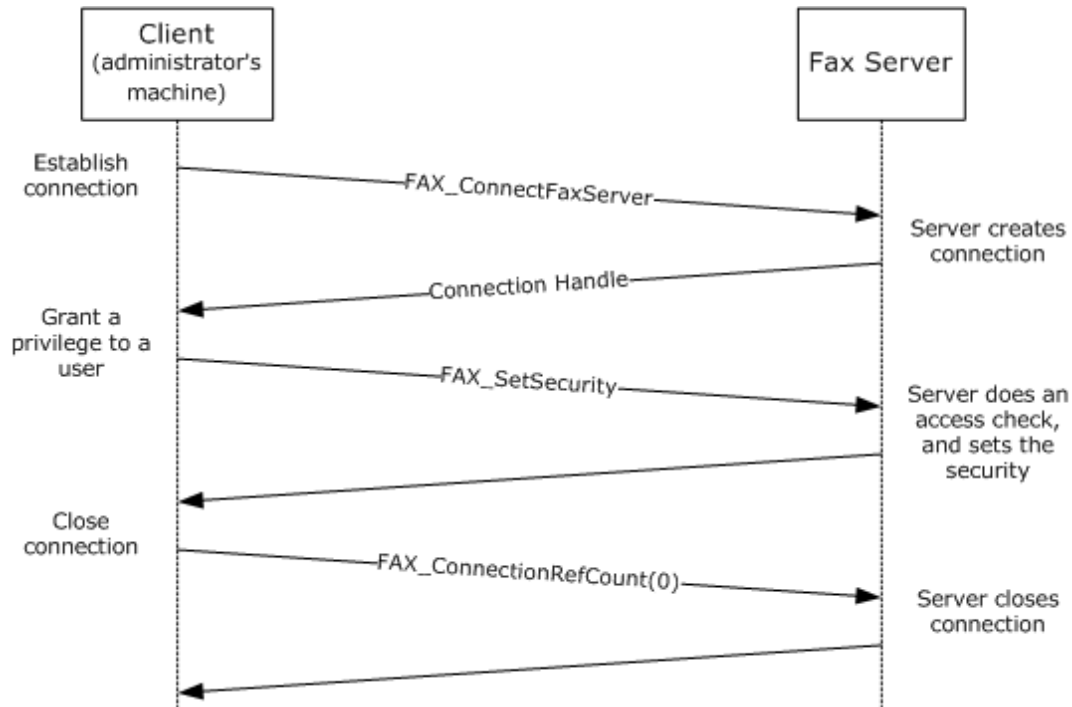 Client
(administrator's
machine)
Fax Server
Establish
connection
FAX_ConnectFaxServer
Server creates
connection
Connection Handle
Grant a
privilege to a
user
FAX_SetSecurity
Server does an
access check,
and sets the
security
Close
connection
FAX_ConnectionRefCount(0)
Server closes
connection